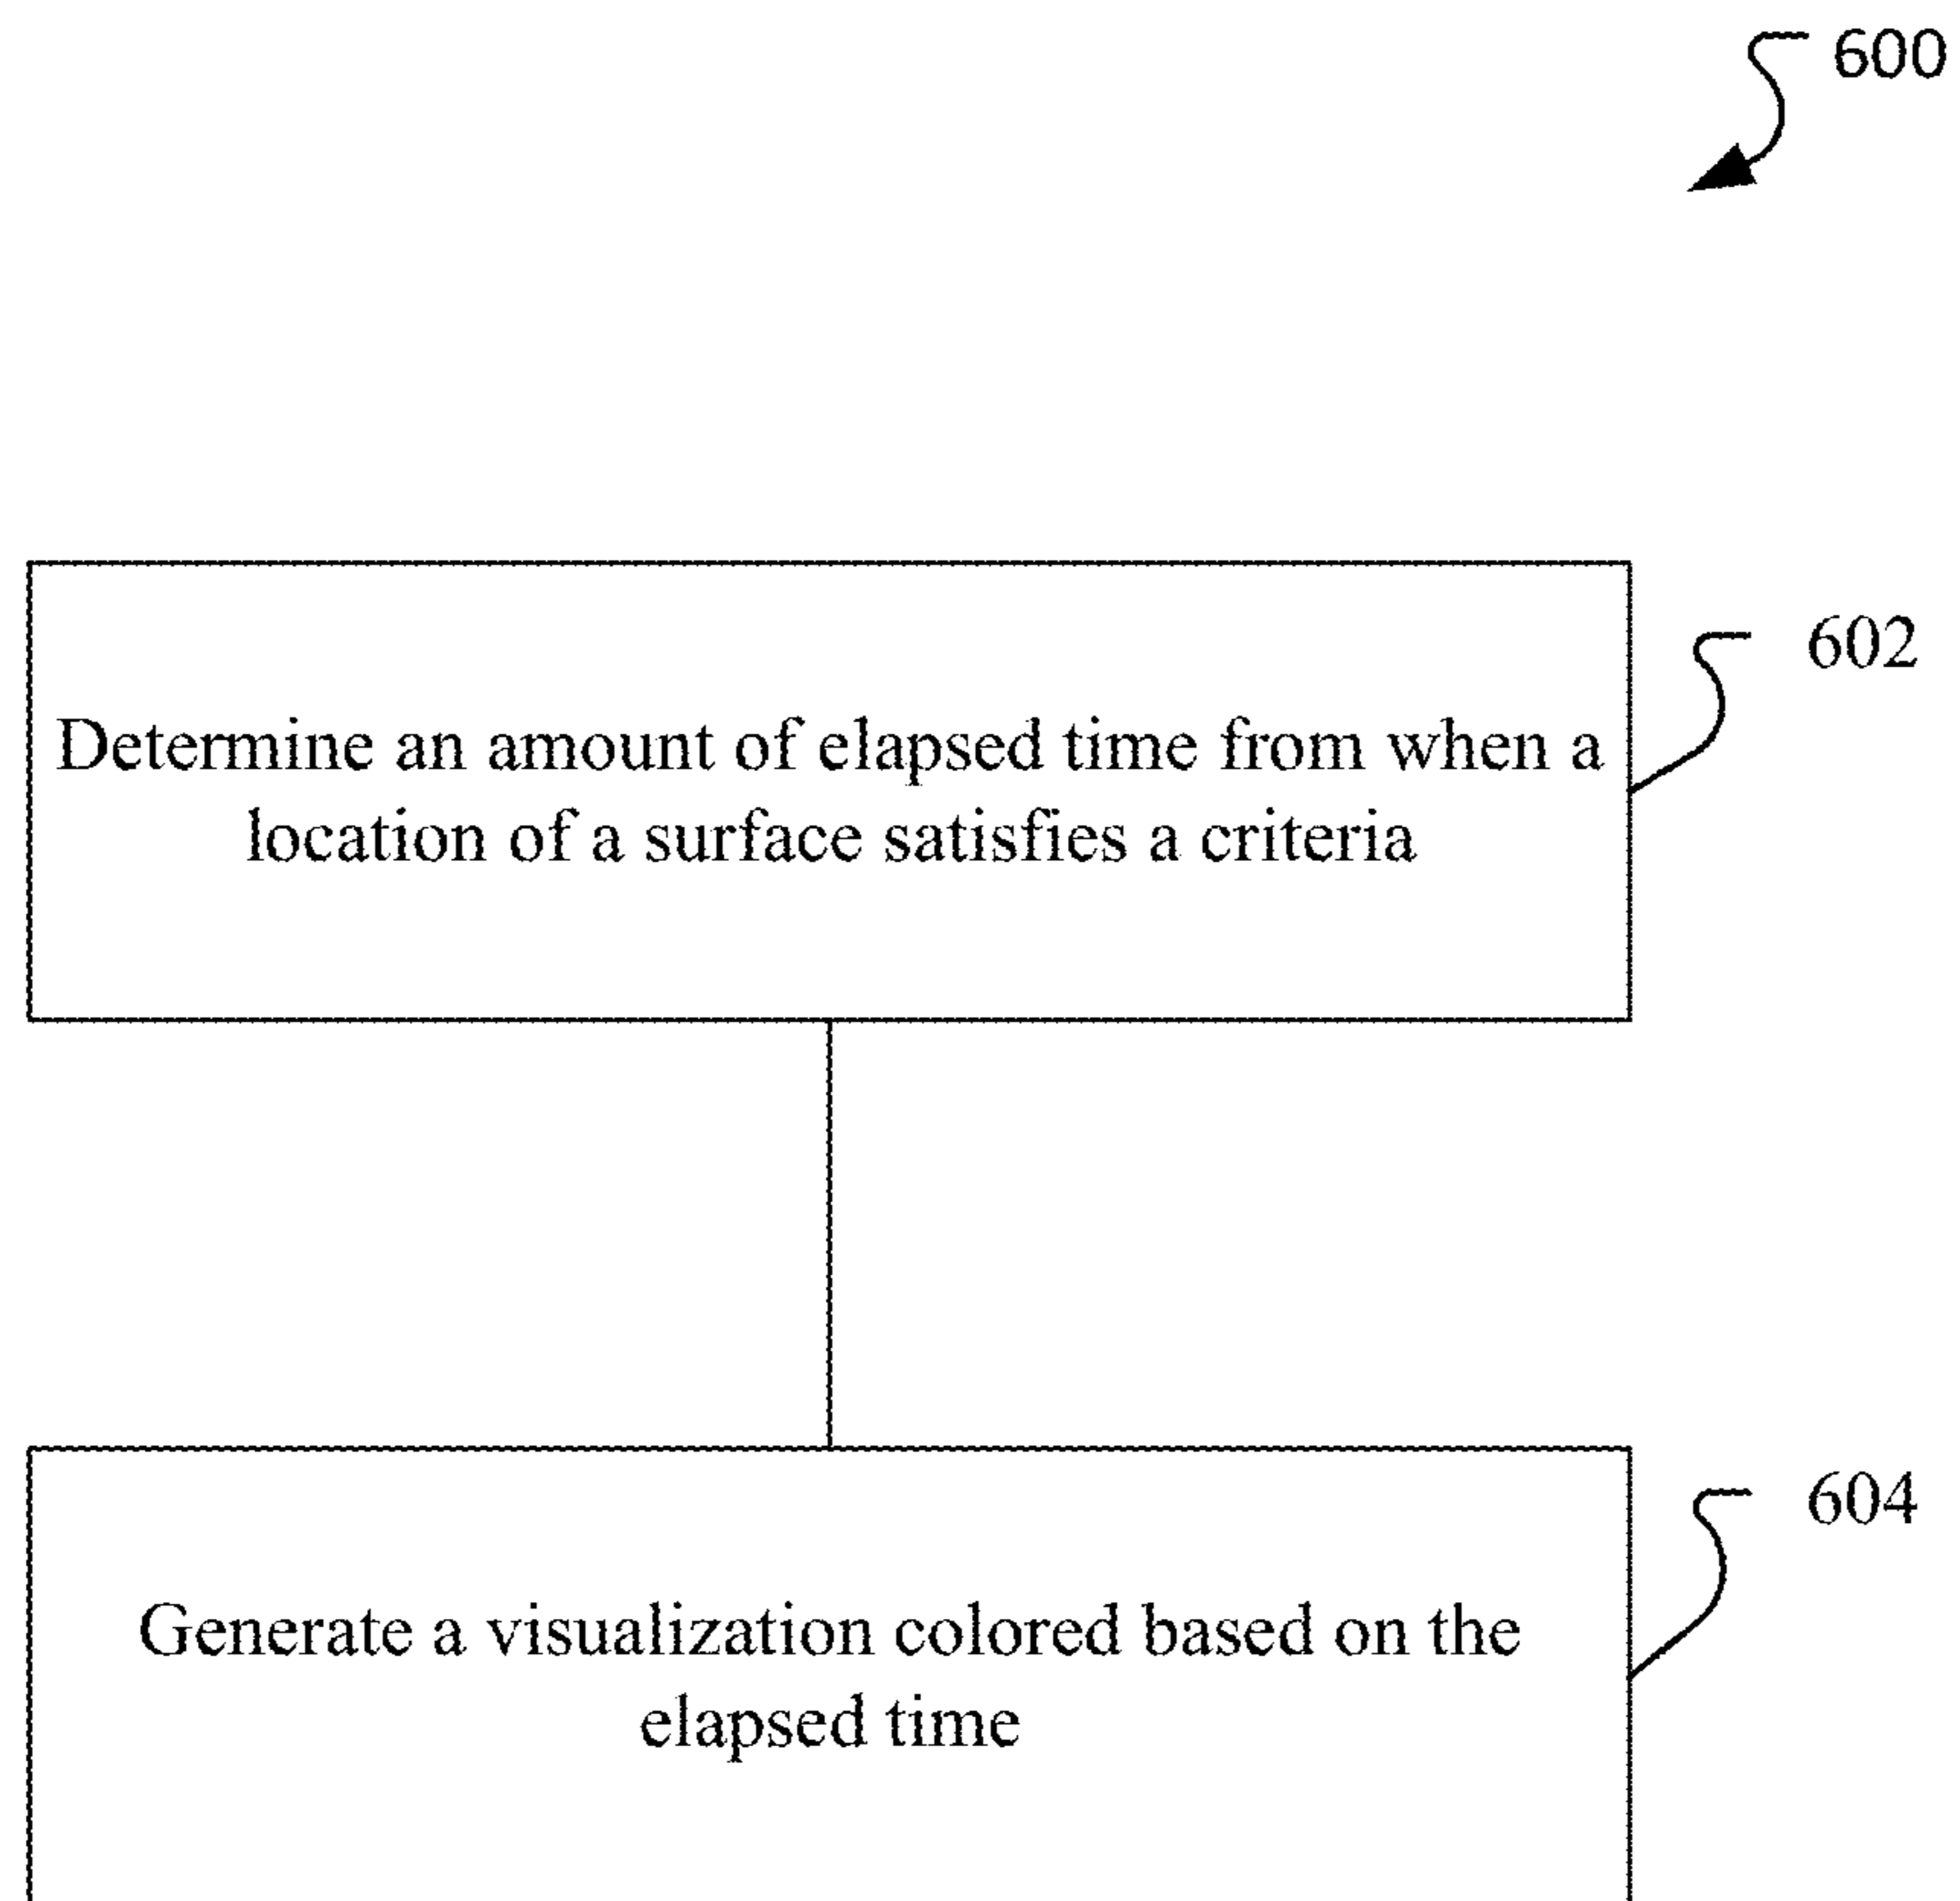 600
602
Determine an amount of elapsed time from when a
location of a surface satisfies a criteria
604
Generate a visualization colored based on the
elapsed time